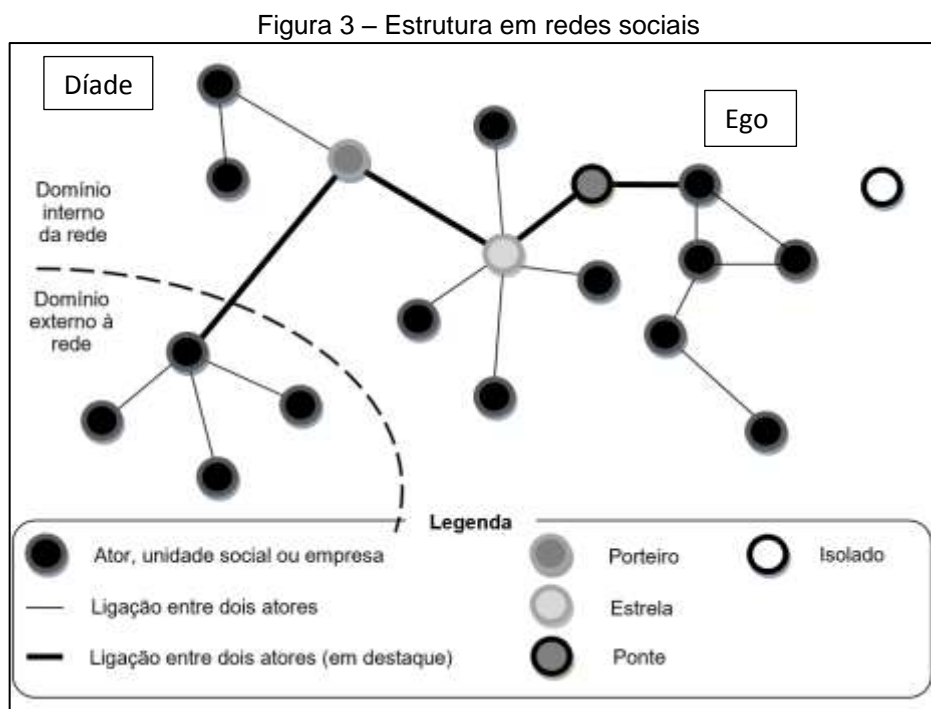 Figura 3 – Estrutura em redes sociais
Díade
Ego
Domínio
interno
da rede
Domínio
externo à
rede
Legenda
Ator, unidade social ou empresa
Porteiro
Isolado
Ligação entre dois atores
Estrela
Ligação entre dois atores (em destaque)
Ponte